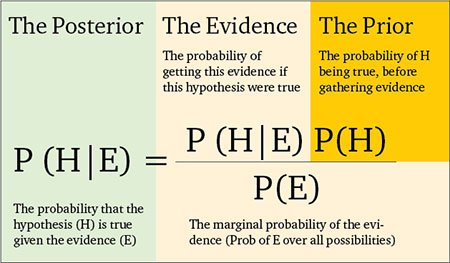 The Posterior
The Evidence
The Prior
The probability of
getting this evidence if
this hypothesis were true
The probability of H
being true, before
gathering evidence
P (H|E) = P (H|E) P(H)
P(E)
The probability that the
hypothesis (H) is true
given the evidence (E)
The marginal probability of the evi-
dence (Prob of E over all possibilities)